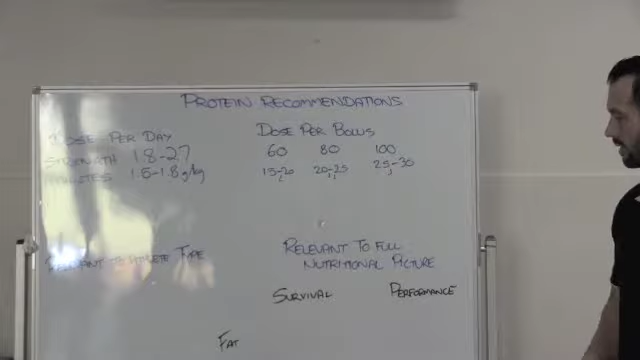 PROTEIN RECOMMENDATIONS
DOSE PER DAY
STRENGTH 1.8-2.7
1.5-1.8 g/kg
DOSE PER BOLUS
60 80 100
15-20 20-25 25-30
RELEVANT TO ATHLETE TYPE
RELEVANT TO FULL
NUTRITIONAL PICTURE
SURVIVAL PERFORMANCE
FAT